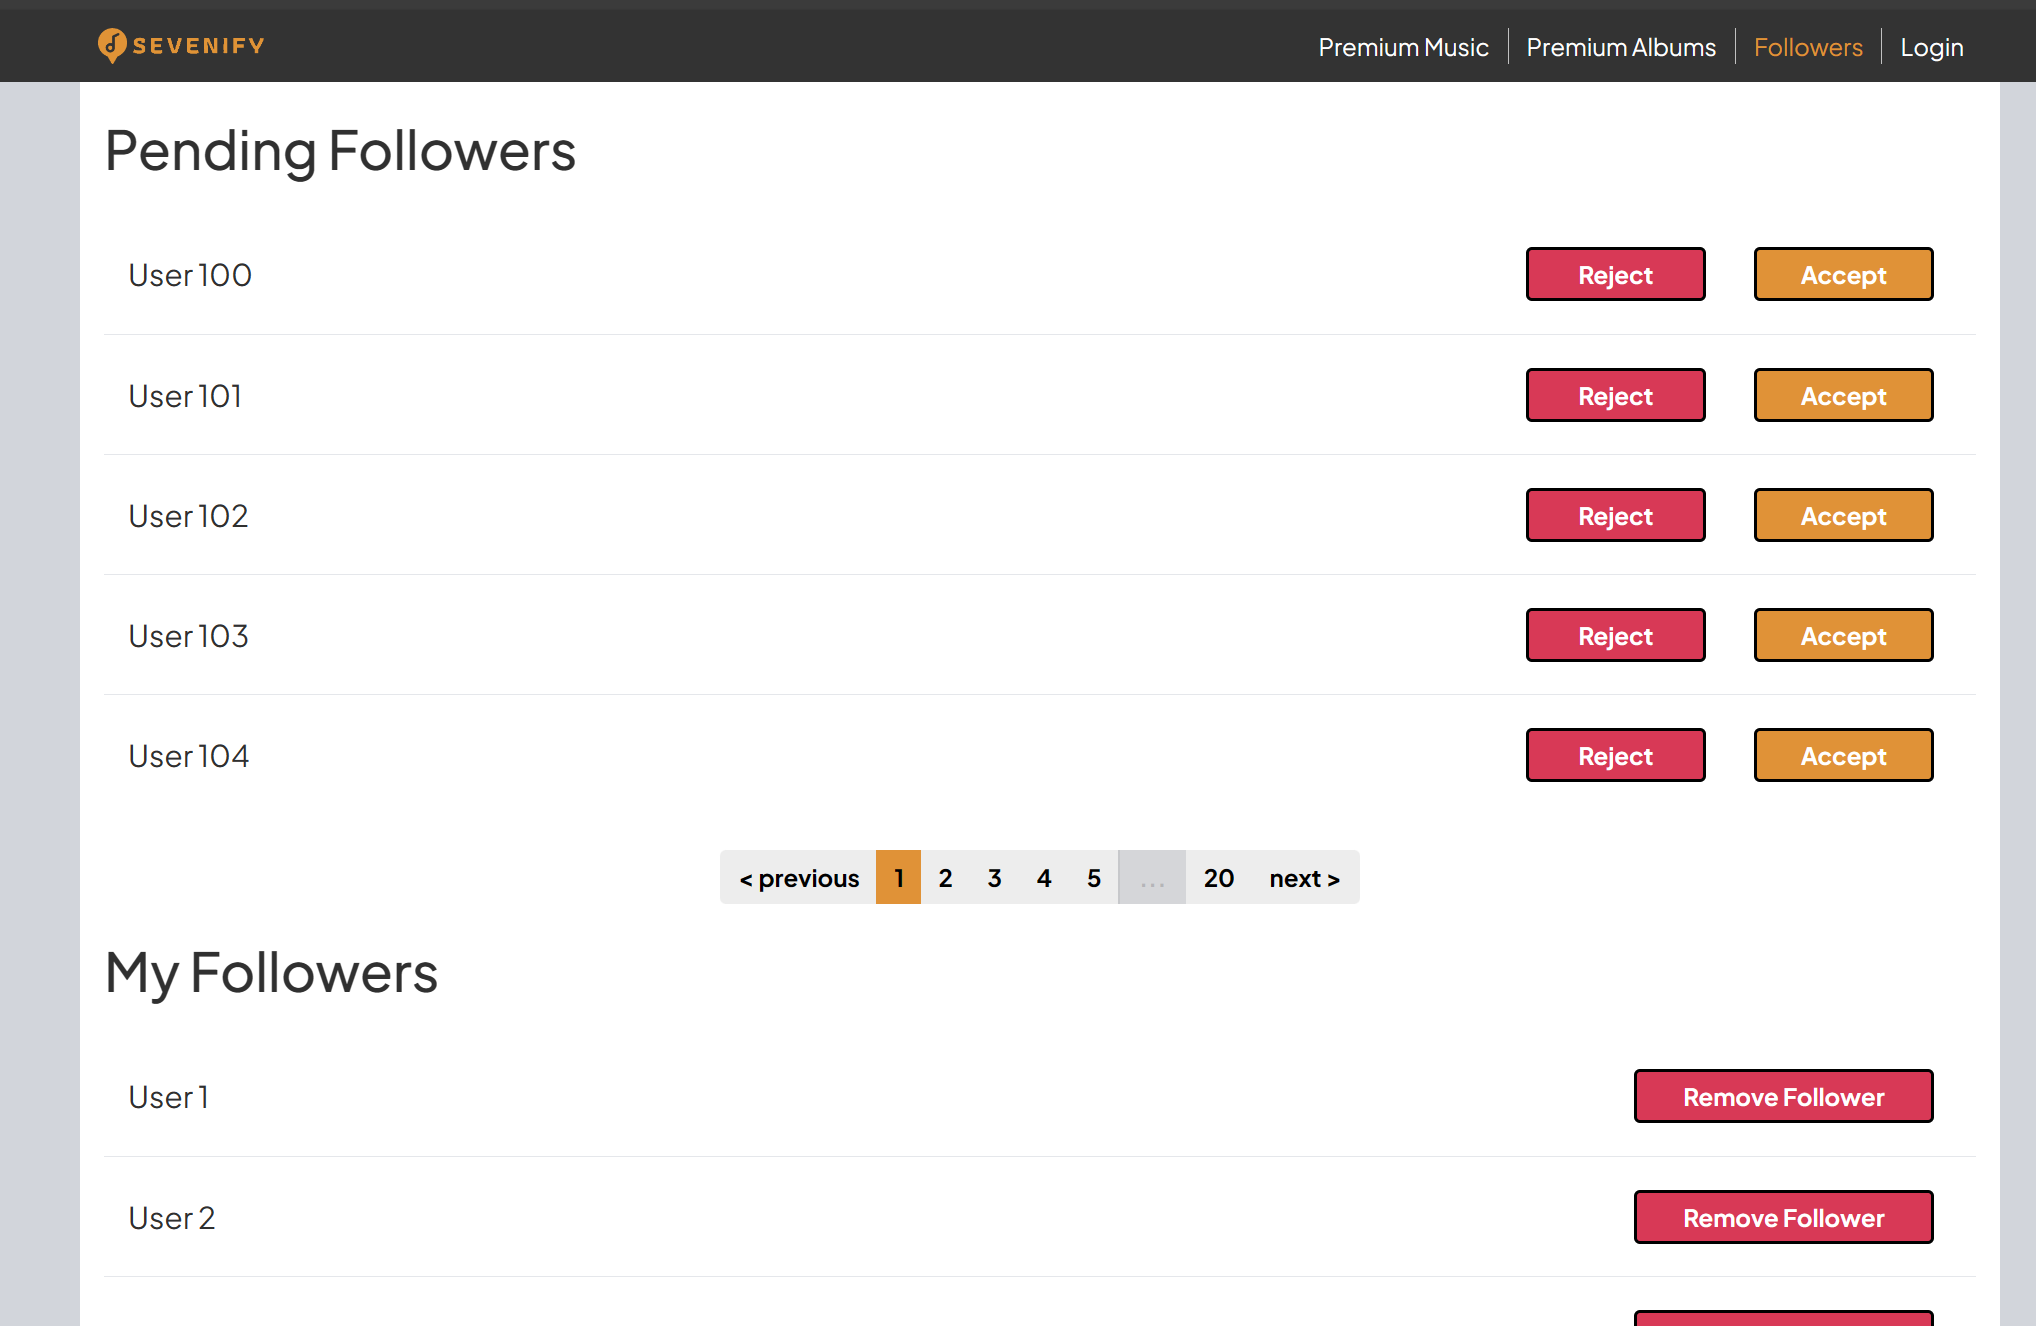 SEVENIFY
Premium Music Premium Albums Followers Login
Pending Followers
User 100 Reject Accept
User 101 Reject Accept
User 102 Reject Accept
User 103 Reject Accept
User 104 Reject Accept
< previous 1 2 3 4 5 ... 20 next >
My Followers
User 1 Remove Follower
User 2 Remove Follower